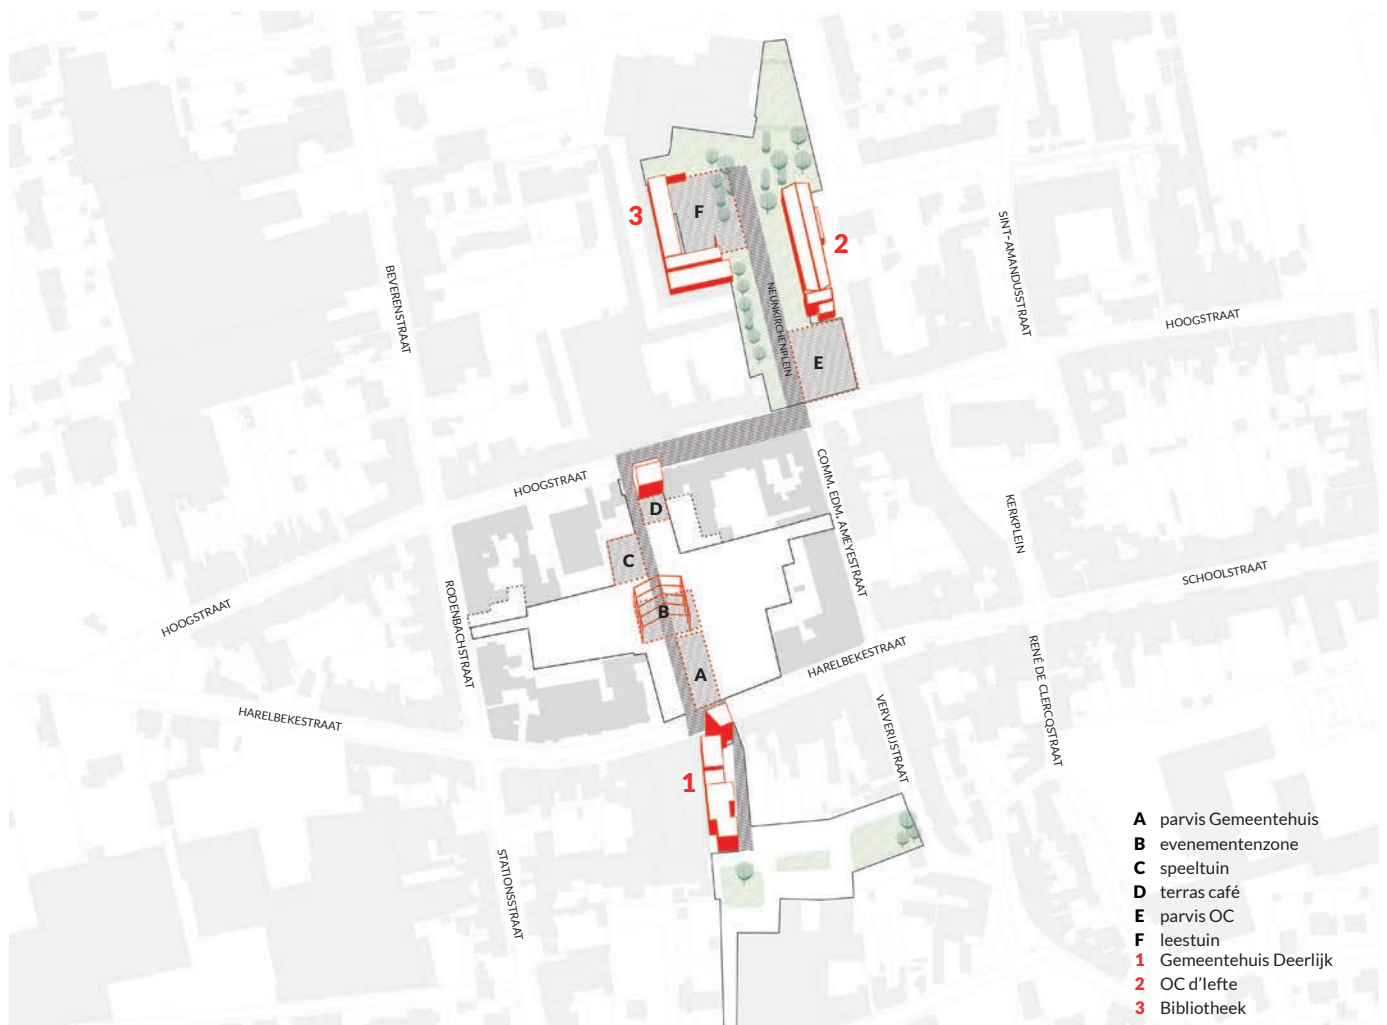 F
3
2
SINT-AMANDUSSTRAAT
BEVERENSTRAAT
NEUNKIRCHENPLEIN
HOOGSTRAAT
E
HOOGSTRAAT
COMM. EDM. AMEYESTRAAT
D
KERKPLEIN
C
SCHOOLSTRAAT
RODENBACHSTRAAT
HOOGSTRAAT
B
HARELBEKESTRAAT
RENÉ DE CLERCQSTRAAT
A
VERVERIJSTRAAT
HARELBEKESTRAAT
1
STATIONSSTRAAT
A parvis Gemeentehuis
B evenementenzone
C speeltuin
D terras café
E parvis OC
F leestuin
1 Gemeentehuis Deerlijk
2 OC d'Iefte
3 Bibliotheek